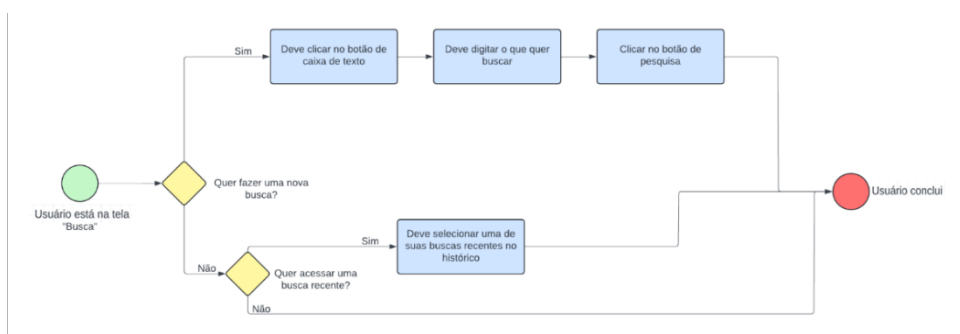 Sim
Deve clicar no botão de
caixa de texto
Deve digitar o que quer
buscar
Clicar no botão de
pesquisa
Quer fazer uma nova
busca?
Usuário está na tela
"Busca"
Usuário conclui
Não
Quer acessar uma
busca recente?
Sim
Deve selecionar uma de
suas buscas recentes no
histórico
Não